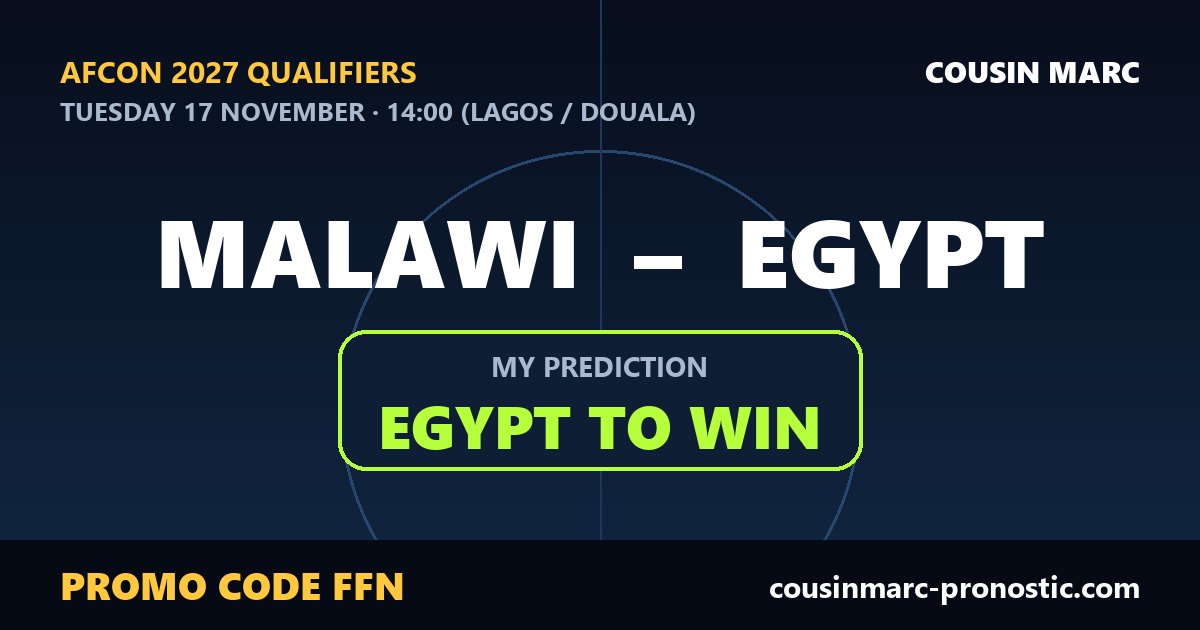 AFCON 2027 QUALIFIERS
COUSIN MARC
TUESDAY 17 NOVEMBER · 14:00 (LAGOS / DOUALA)
MALAWI – EGYPT
MY PREDICTION
EGYPT TO WIN
PROMO CODE FFN
cousinmarc-pronostic.com